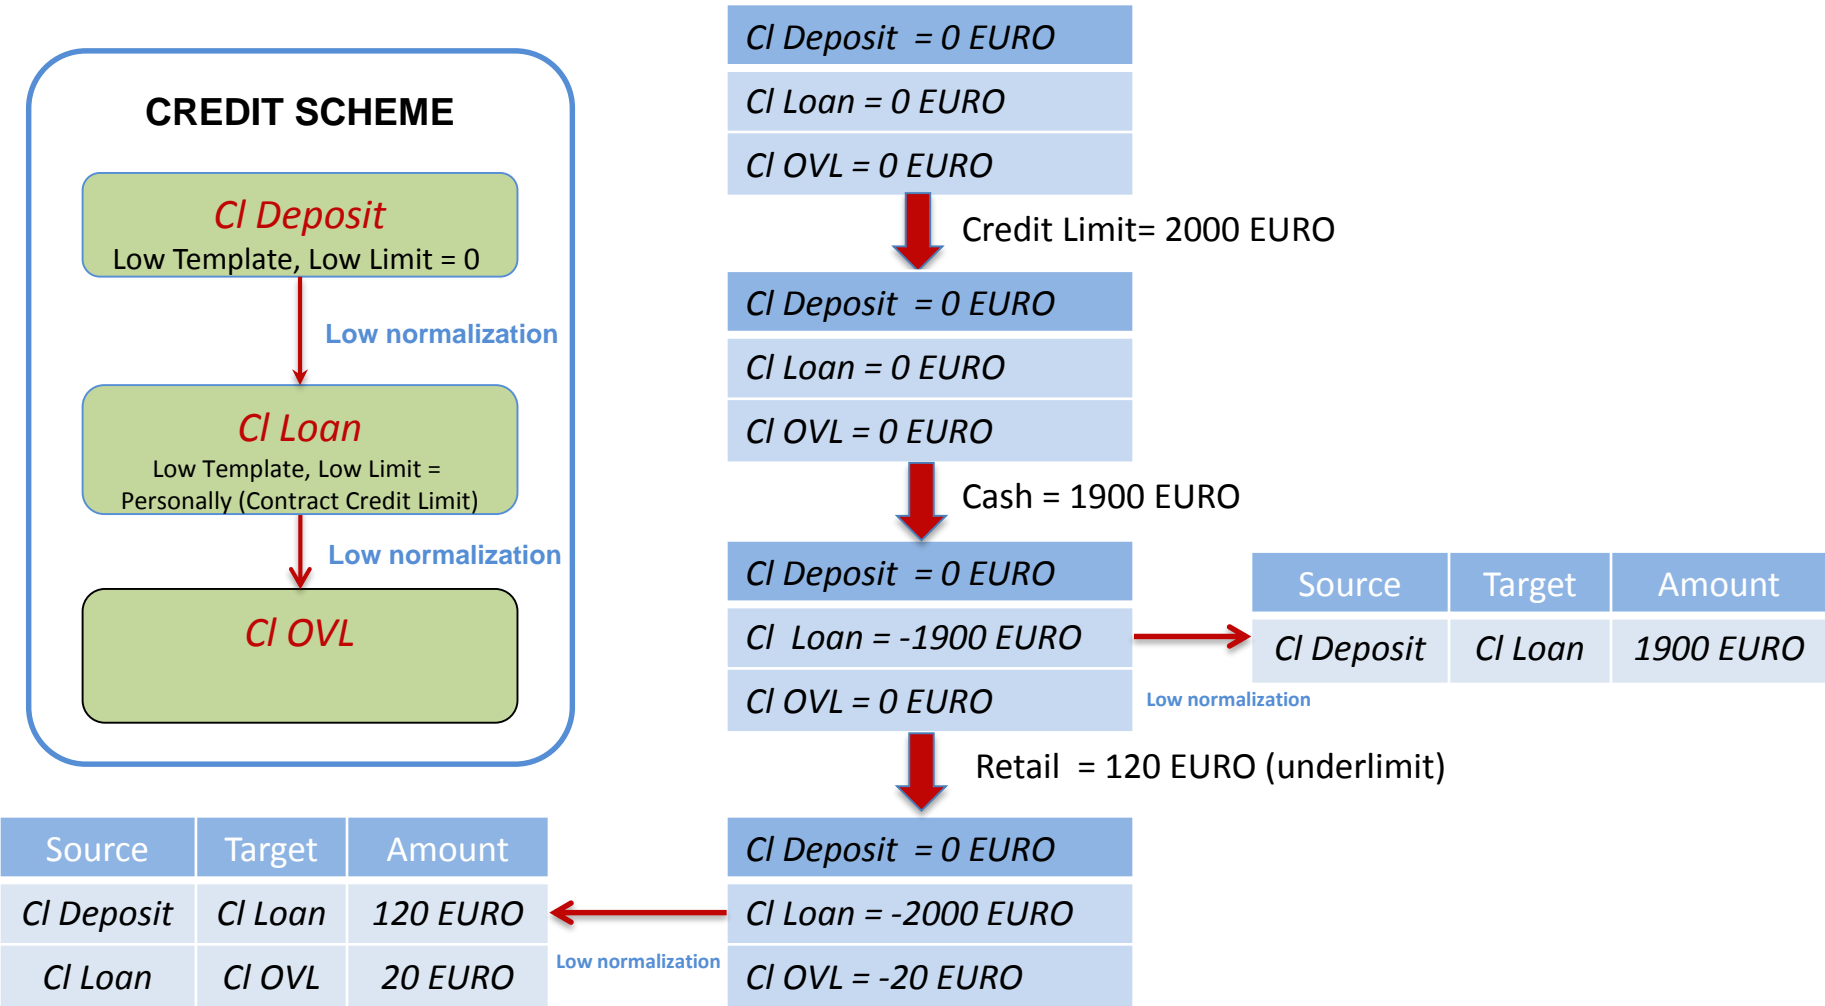 CREDIT SCHEME
Cl Deposit
Low Template, Low Limit = 0
Low normalization
Cl Loan
Low Template, Low Limit =
Personally (Contract Credit Limit)
Low normalization
Cl OVL
Cl Deposit = 0 EURO
Cl Loan = 0 EURO
Cl OVL = 0 EURO
Credit Limit= 2000 EURO
Cl Deposit = 0 EURO
Cl Loan = 0 EURO
Cl OVL = 0 EURO
Cash = 1900 EURO
Cl Deposit = 0 EURO
Cl Loan = -1900 EURO
Cl OVL = 0 EURO
Low normalization
Source Target Amount
Cl Deposit Cl Loan 1900 EURO
Retail = 120 EURO (underlimit)
Cl Deposit = 0 EURO
Cl Loan = -2000 EURO
Cl OVL = -20 EURO
Low normalization
Source Target Amount
Cl Deposit Cl Loan 120 EURO
Cl Loan Cl OVL 20 EURO